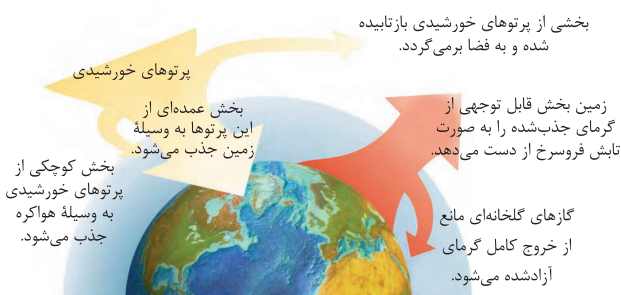 بخشی از پرتوهای خورشیدی بازتابیده
شده و به فضا برمی‌گردد.
پرتوهای خورشیدی
بخش عمده‌ای از
این پرتوها به وسیلهٔ
زمین جذب می‌شود.
زمین بخش قابل توجهی از
گرمای جذب‌شده را به صورت
تابش فروسرخ از دست می‌دهد.
بخش کوچکی از
پرتوهای خورشیدی
به وسیلهٔ هواکره
جذب می‌شود.
گازهای گلخانه‌ای مانع
از خروج کامل گرمای
آزادشده می‌شود.